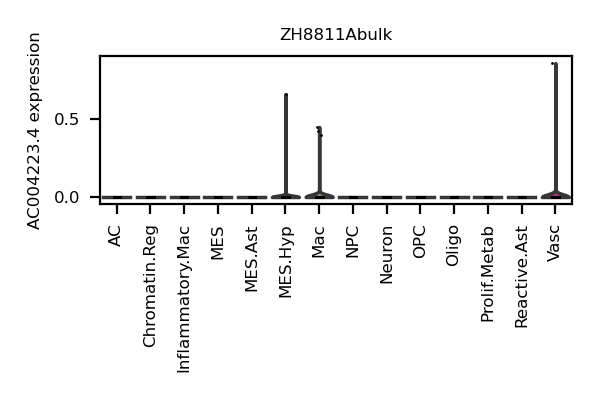 ZH8811Abulk
AC004223.4 expression
0.5
0.0
AC
Chromatin.Reg
Inflammatory.Mac
MES
MES.Ast
MES.Hyp
Mac
NPC
Neuron
OPC
Oligo
Prolif.Metab
Reactive.Ast
Vasc